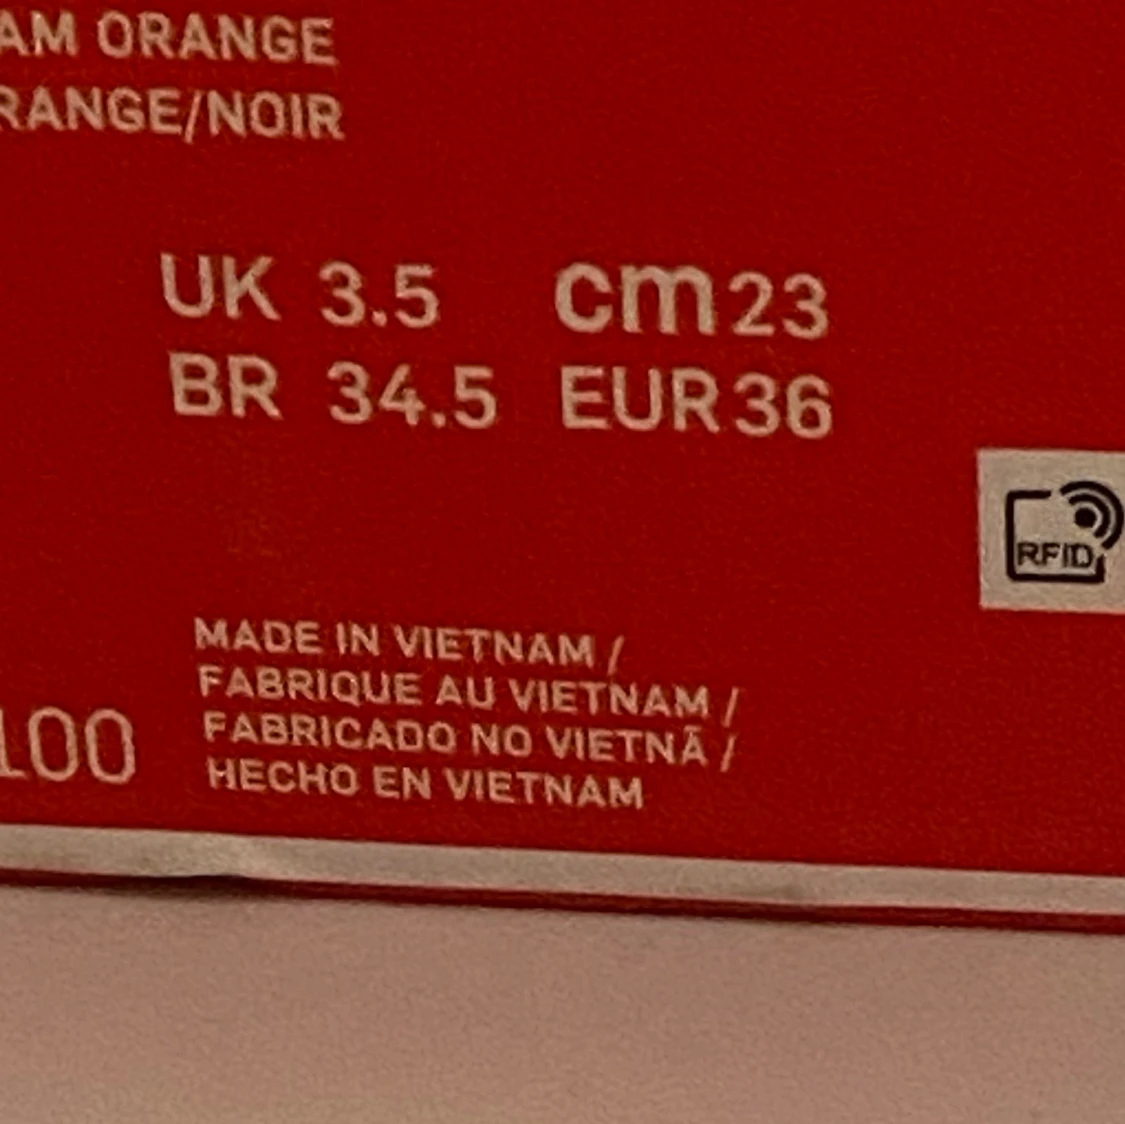 AM ORANGE
RANGE/NOIR
UK 3.5 cm 23
BR 34.5 EUR 36
RFID
MADE IN VIETNAM /
FABRIQUE AU VIETNAM /
FABRICADO NO VIETNÃ /
HECHO EN VIETNAM
100